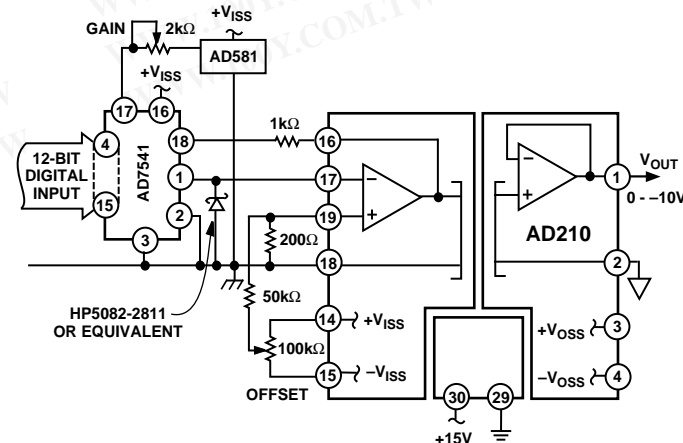 GAIN
2kΩ
+VISS
AD581
+VISS
17
16
4
18
1kΩ
16
12-BIT
DIGITAL
INPUT
AD7541
1
17
1
VOUT
0 - –10V
15
2
19
200Ω
AD210
3
18
2
HP5082-2811
OR EQUIVALENT
50kΩ
14
+VISS
+VOSS
3
100kΩ
15
–VISS
–VOSS
4
OFFSET
30
29
+15V